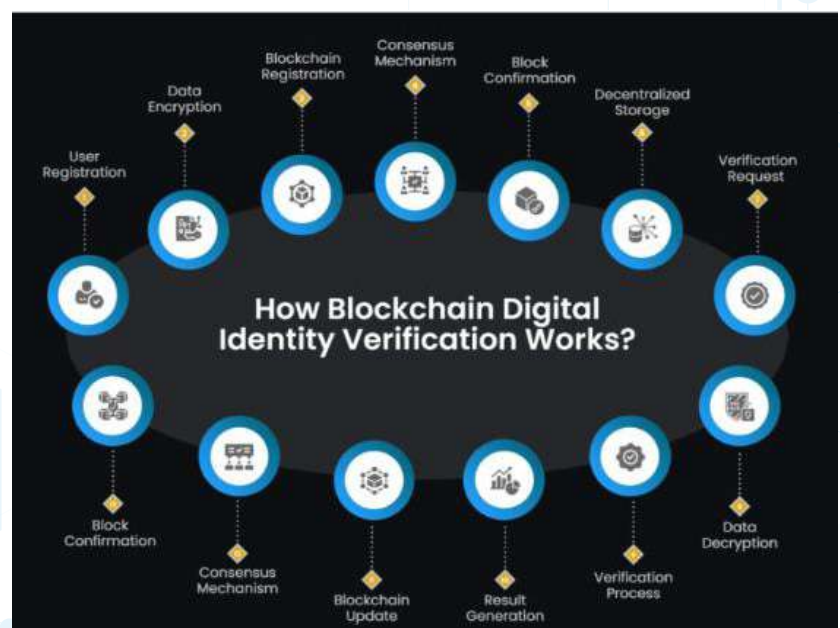 User
Registration
Data
Encryption
Blockchain
Registration
Consensus
Mechanism
Block
Confirmation
Decentralized
Storage
Verification
Request
How Blockchain Digital
Identity Verification Works?
Data
Decryption
Verification
Process
Result
Generation
Blockchain
Update
Consensus
Mechanism
Block
Confirmation